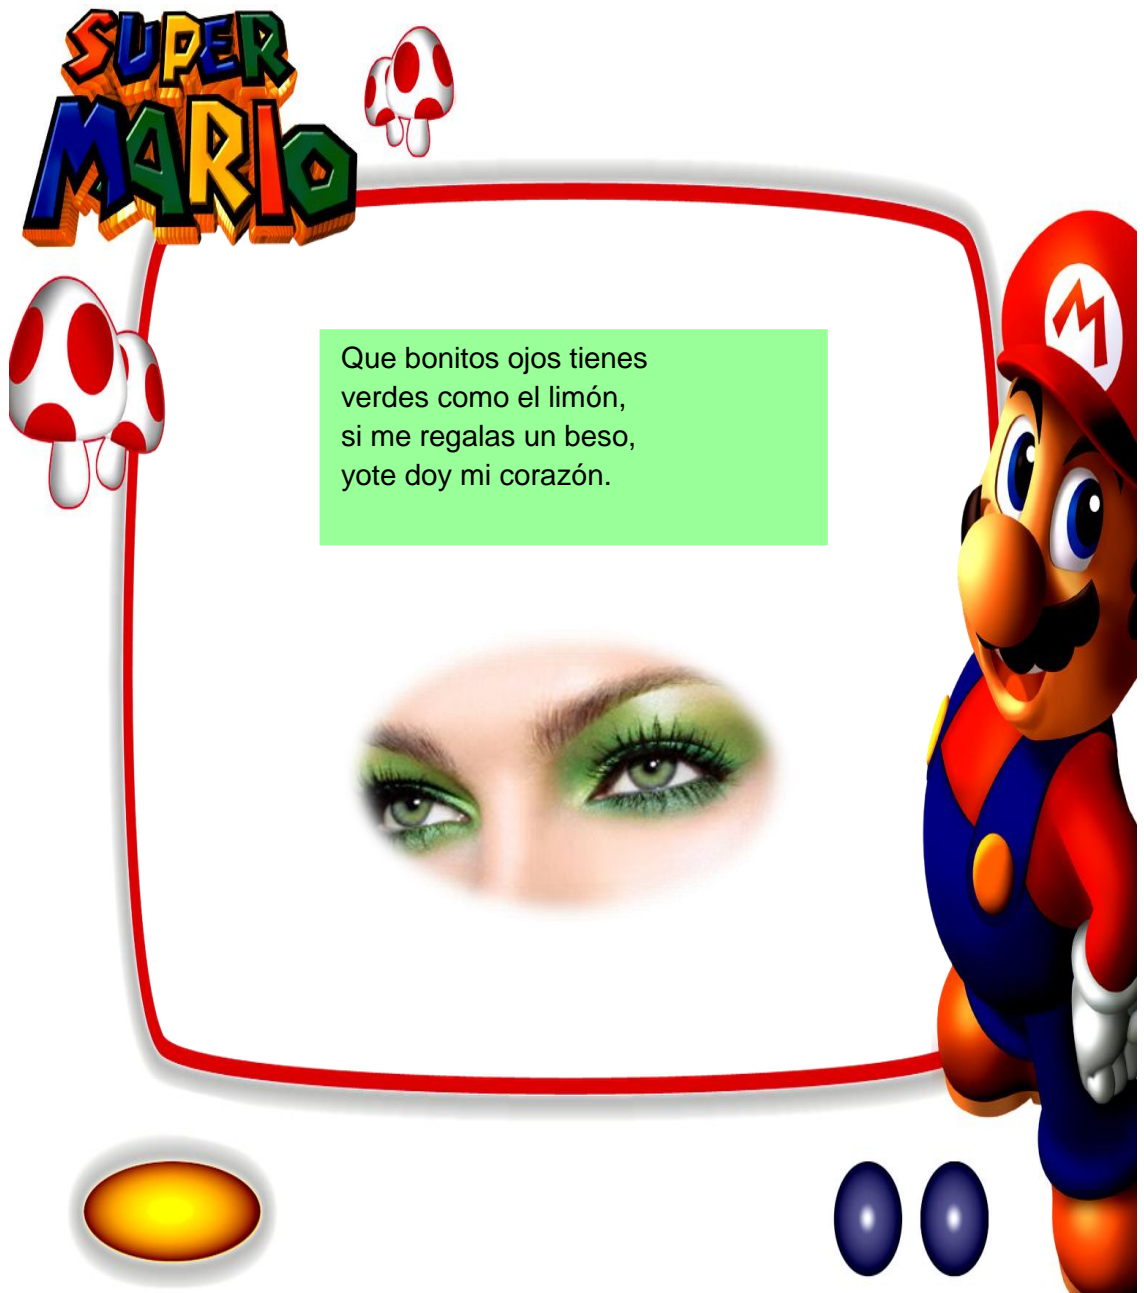 SUPER
MARIO
M
Que bonitos ojos tienes
verdes como el limón,
si me regalas un beso,
yote doy mi corazón.